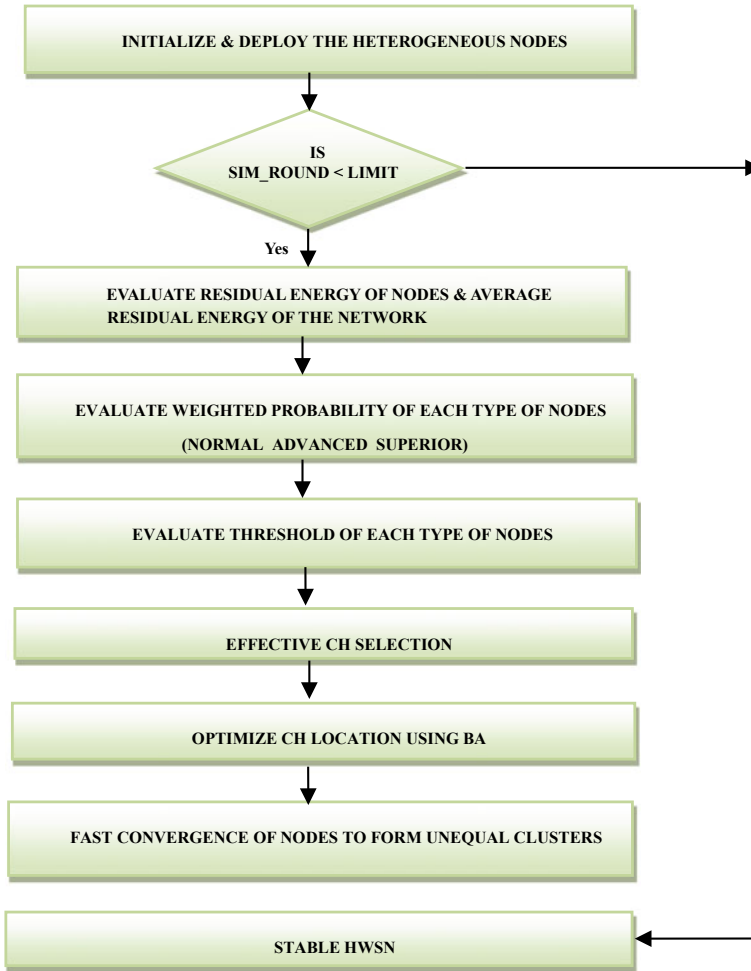 INITIALIZE & DEPLOY THE HETEROGENEOUS NODES
IS
SIM_ROUND < LIMIT
Yes
EVALUATE RESIDUAL ENERGY OF NODES & AVERAGE
RESIDUAL ENERGY OF THE NETWORK
EVALUATE WEIGHTED PROBABILITY OF EACH TYPE OF NODES
(NORMAL ADVANCED SUPERIOR)
EVALUATE THRESHOLD OF EACH TYPE OF NODES
EFFECTIVE CH SELECTION
OPTIMIZE CH LOCATION USING BA
FAST CONVERGENCE OF NODES TO FORM UNEQUAL CLUSTERS
STABLE HWSN